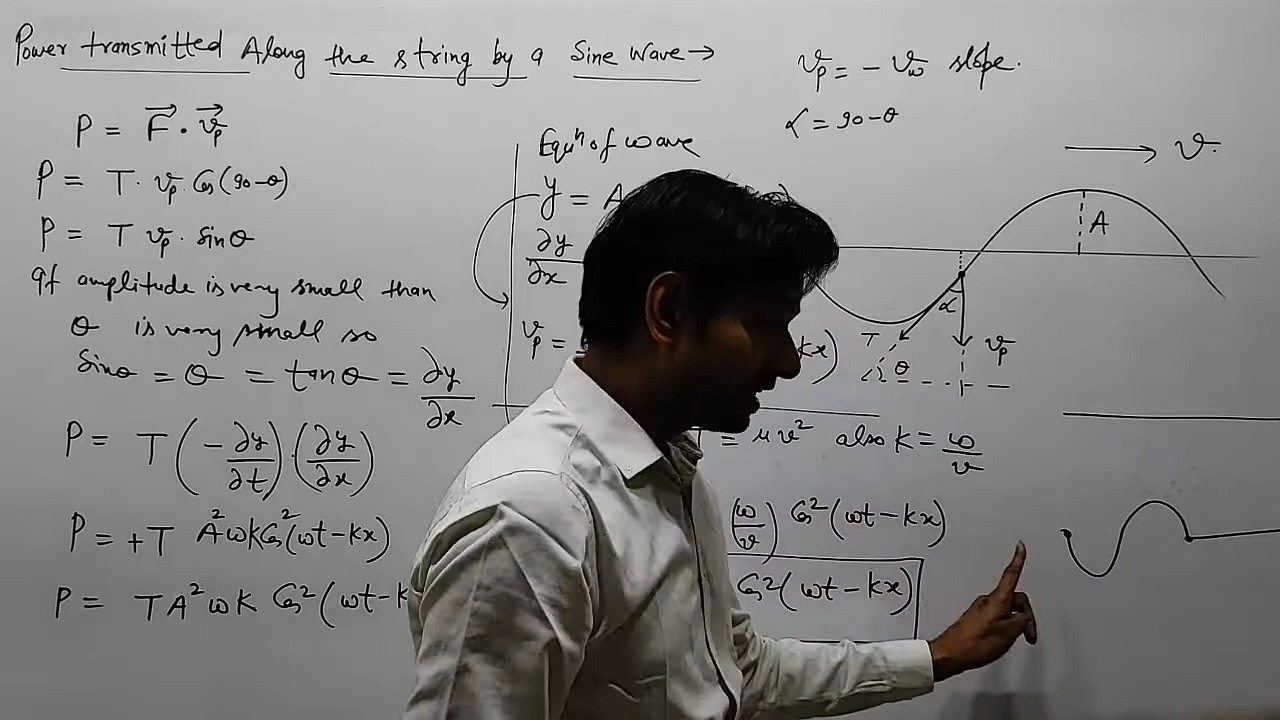 Power transmitted Along the string by a Sine Wave →
P = F⃗ · v⃗p
P = T · vp · Cos(90-θ)
P = T vp · sinθ
If amplitude is very small than
θ is very small so
Sinθ = θ = tanθ = ∂y/∂x
P = T (-∂y/∂t) · (∂y/∂x)
P = +T A²ωk Cos²(ωt-kx)
P = TA²ωk Cos²(ωt-k
Equⁿ of wave
y = A
∂y/∂x
vp =
kx)
= μv² also k = ω/v
(ω/v) Cos²(ωt-kx)
Cos²(ωt-kx)
vp = -vω slope.
α = 90-θ
→ v.
A
α
T
θ
vp